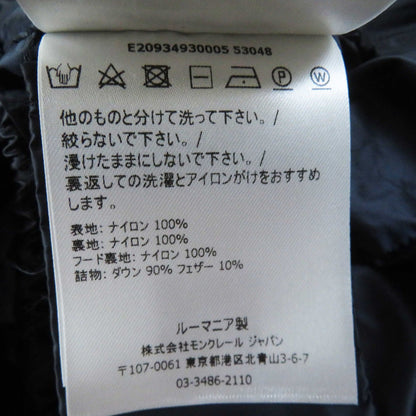 E20934930005 53048
P
W
他のものと分けて洗って下さい。/
絞らないで下さい。/
浸けたままにしないで下さい。/
裏返しての洗濯とアイロンがけをおすすめ
します。
表地: ナイロン 100%
裏地: ナイロン 100%
フード裏地: ナイロン 100%
詰物: ダウン 90% フェザー 10%
ルーマニア製
株式会社モンクレール ジャパン
〒107-0061 東京都港区北青山3-6-7
03-3486-2110